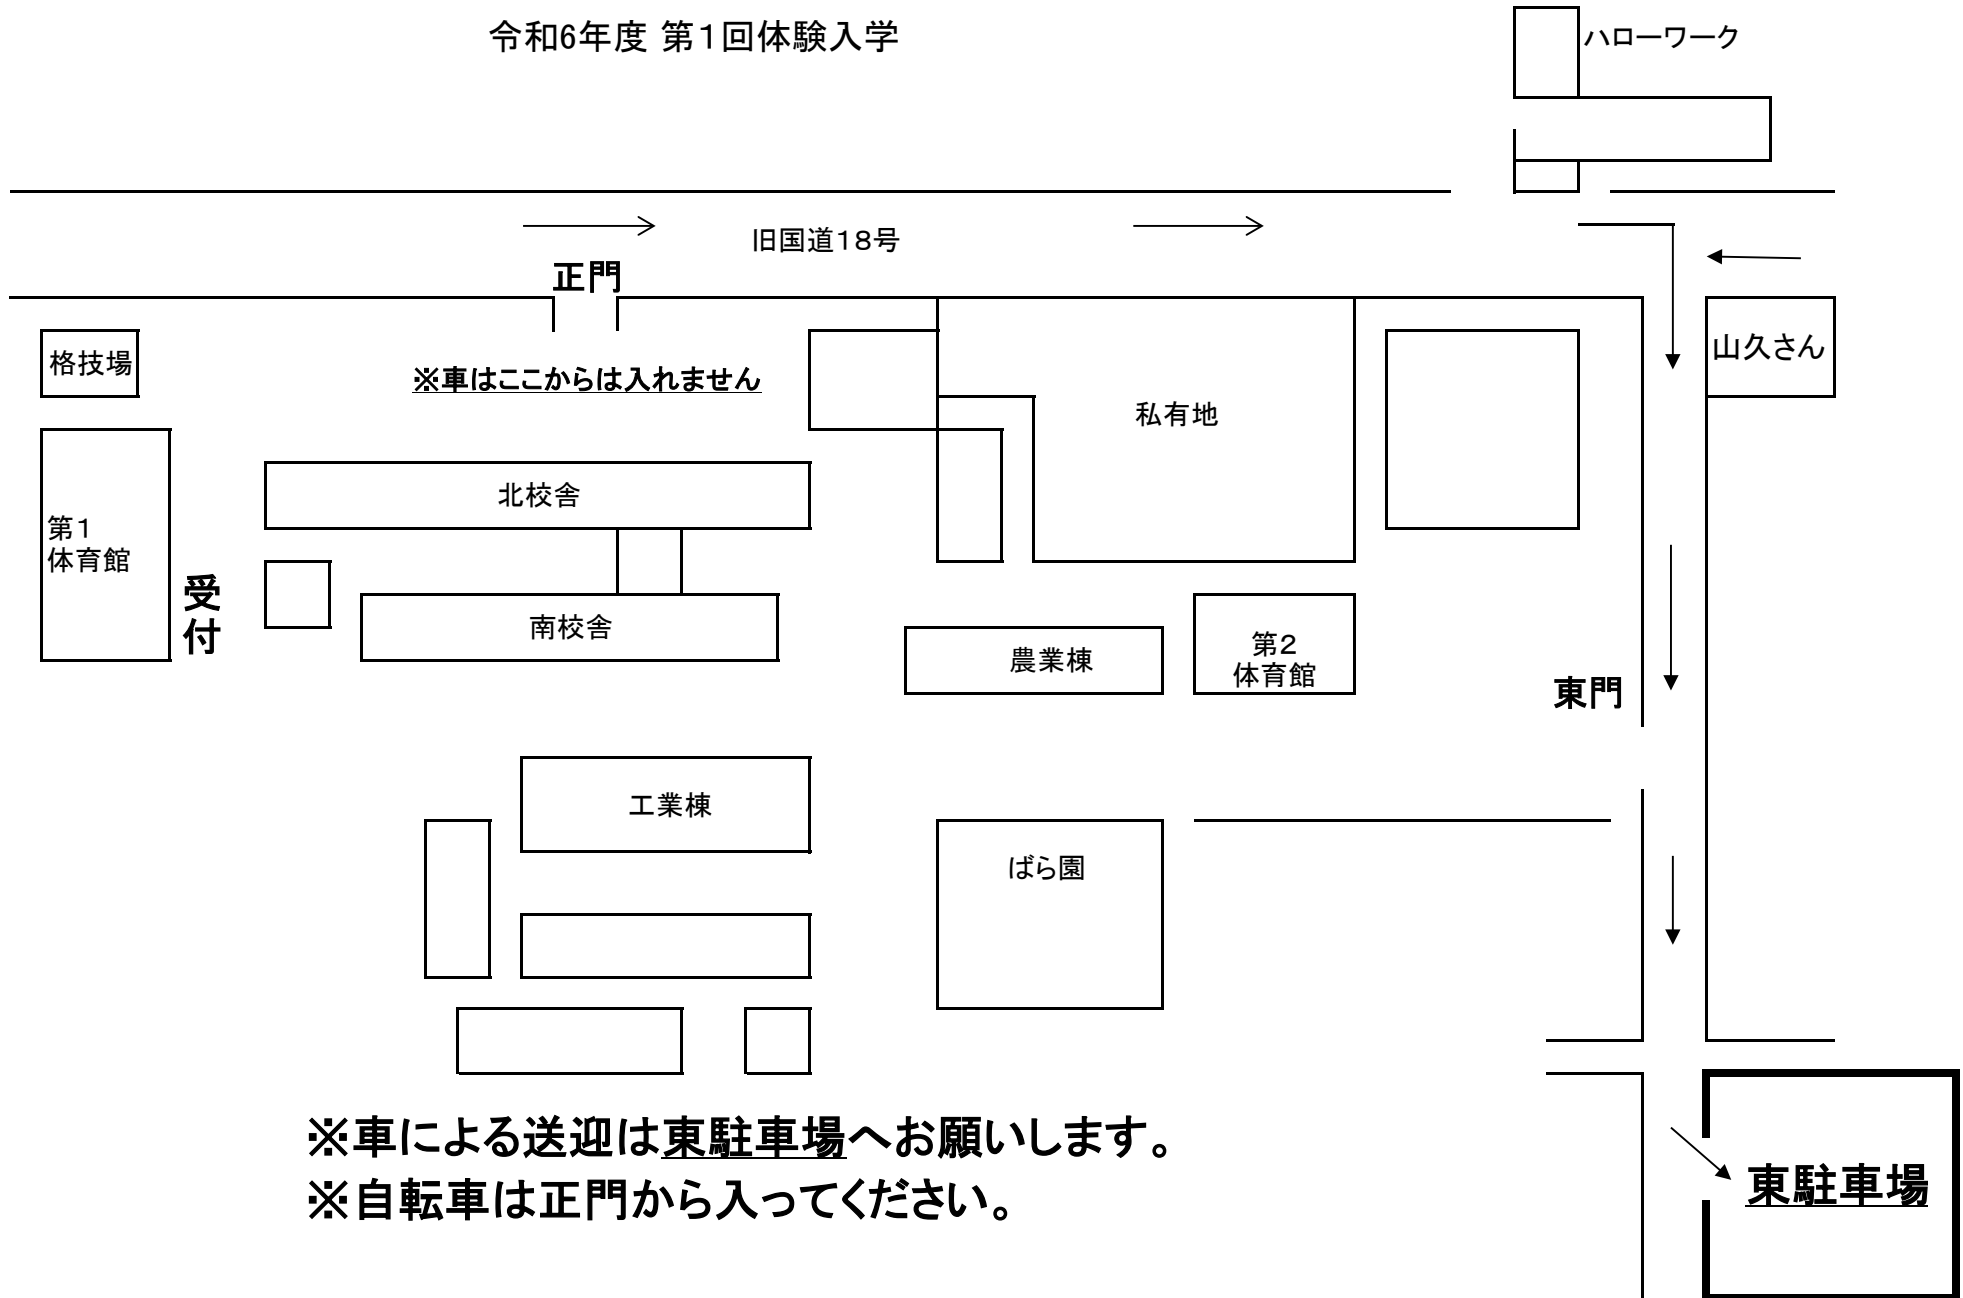 令和6年度 第１回体験入学
ハローワーク
旧国道１８号
正門
山久さん
格技場
※車はここからは入れません
私有地
北校舎
第１
体育館
受
付
南校舎
農業棟
第２
体育館
東門
工業棟
ばら園
※車による送迎は東駐車場へお願いします。
東駐車場
※自転車は正門から入ってください。